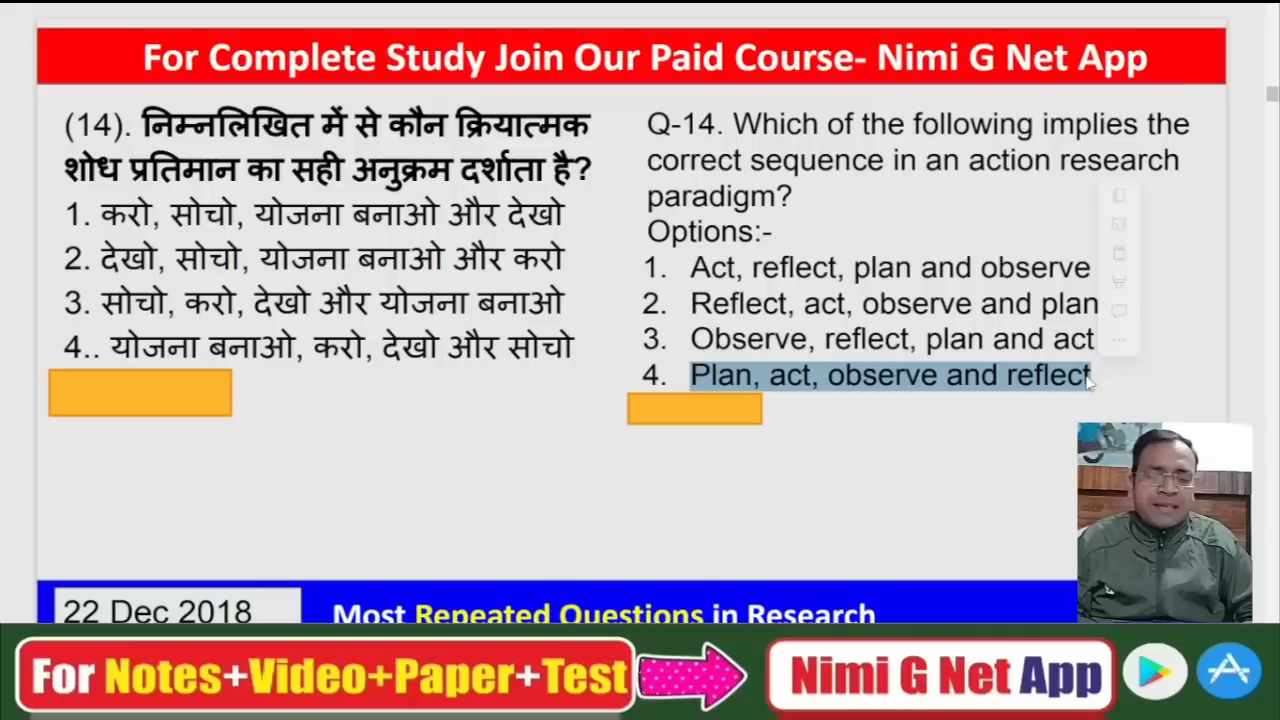 For Complete Study Join Our Paid Course- Nimi G Net App
(14). निम्नलिखित में से कौन क्रियात्मक
शोध प्रतिमान का सही अनुक्रम दर्शाता है?
1. करो, सोचो, योजना बनाओ और देखो
2. देखो, सोचो, योजना बनाओ और करो
3. सोचो, करो, देखो और योजना बनाओ
4.. योजना बनाओ, करो, देखो और सोचो
Q-14. Which of the following implies the
correct sequence in an action research
paradigm?
Options:-
1. Act, reflect, plan and observe
2. Reflect, act, observe and plan
3. Observe, reflect, plan and act
4. Plan, act, observe and reflect
22 Dec 2018
Most Repeated Questions in Research
For Notes+Video+Paper+Test
Nimi G Net App